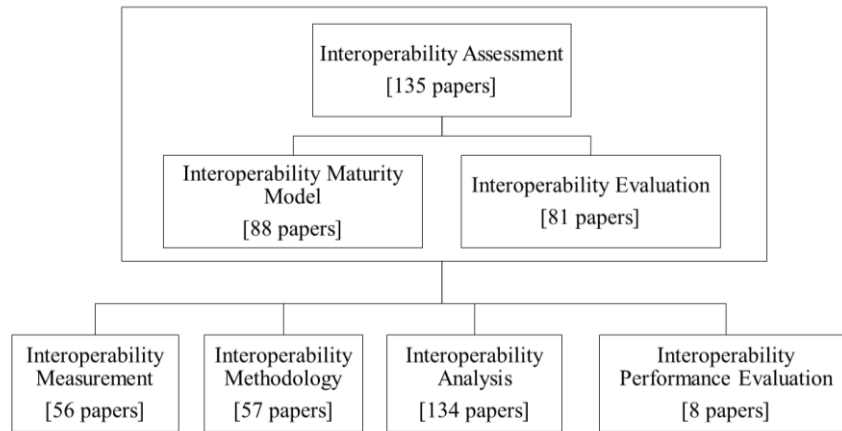 Interoperability Assessment
[135 papers]
Interoperability Maturity
Model
[88 papers]
Interoperability Evaluation
[81 papers]
Interoperability
Measurement
[56 papers]
Interoperability
Methodology
[57 papers]
Interoperability
Analysis
[134 papers]
Interoperability
Performance Evaluation
[8 papers]